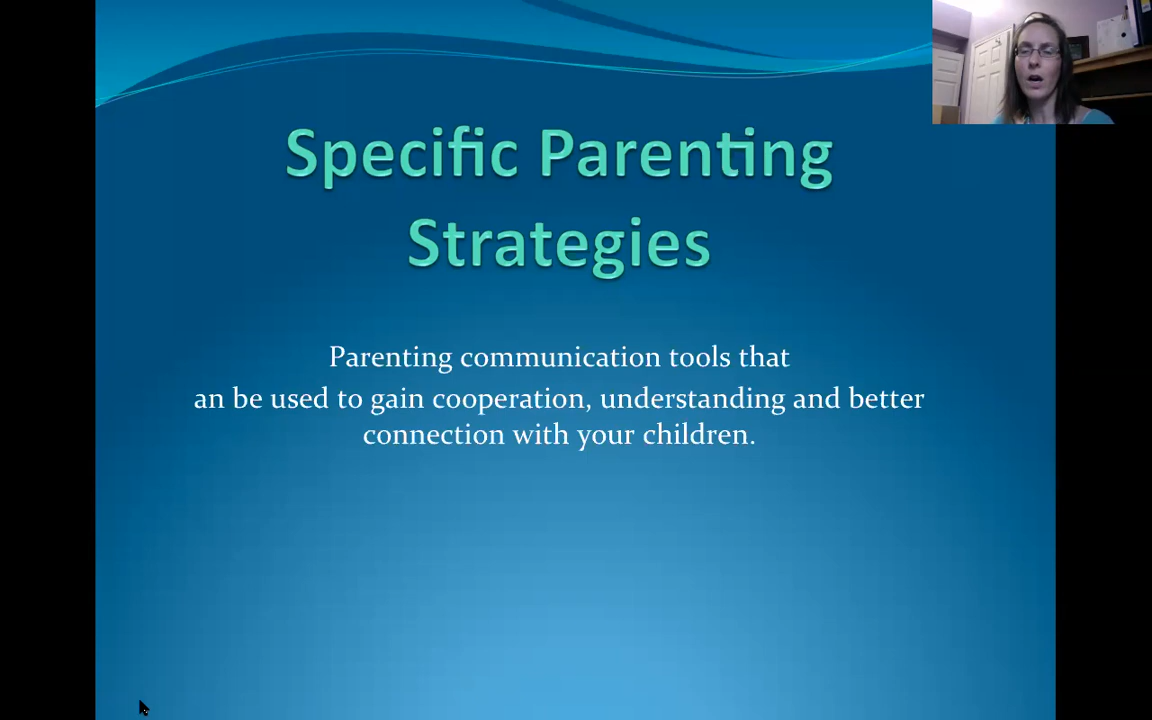 Specific Parenting
Strategies
Parenting communication tools that
an be used to gain cooperation, understanding and better
connection with your children.